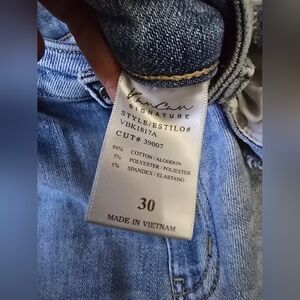 KanCan
SIGNATURE
STYLE/ESTILO#
VBK1817A
CUT# 39007
94% COTTON/ALGODON
5% POLYESTER/POLIESTER
1% SPANDEX/ELASTANO
30
MADE IN VIETNAM